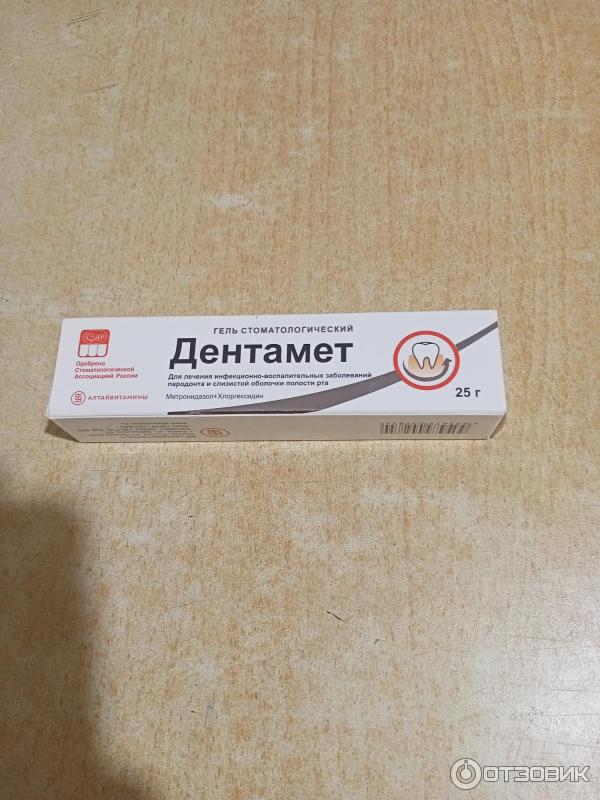 ГЕЛЬ СТОМАТОЛОГИЧЕСКИЙ
Дентамет
Для лечения инфекционно-воспалительных заболеваний
пародонта и слизистой оболочки полости рта
Метронидазол+Хлоргексидин
25 г
Одобрено
Стоматологической
Ассоциацией России
АЛТАЙВИТАМИНЫ
ОТЗОВИК